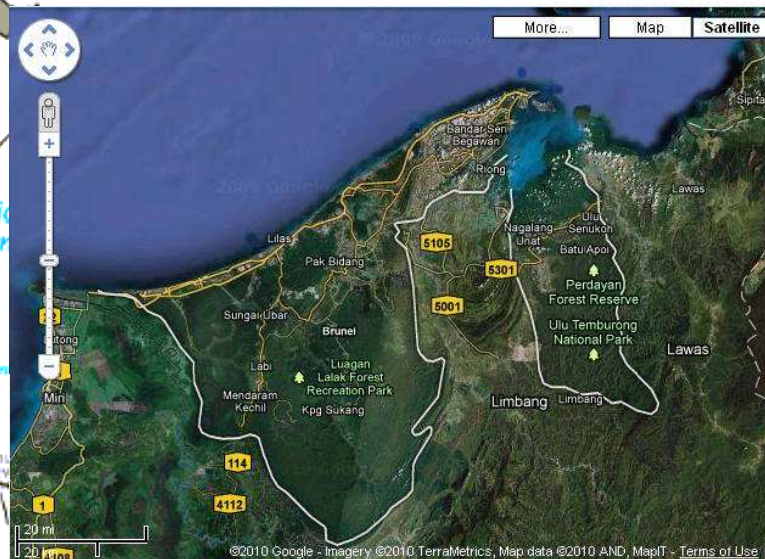 More...
Map
Satellite
Bandar Seri
Begawan
Riong
Lawas
Ulu
Senukoh
Nagalang
Unat
Batu Apoi
Lilas
5105
Pak Bidang
5301
Perdayan
Forest Reserve
5001
Sungai Ubar
Brunei
Ulu Temburong
National Park
Labi
Luagan
Lalak Forest
Recreation Park
Lawas
Mendaram
Kechil
Kpg Sukang
Miri
Limbang
Limbang
114
4112
1
20 mi
©2010 Google - Imagery ©2010 TerraMetrics, Map data ©2010 AND, MapIT - Terms of Use